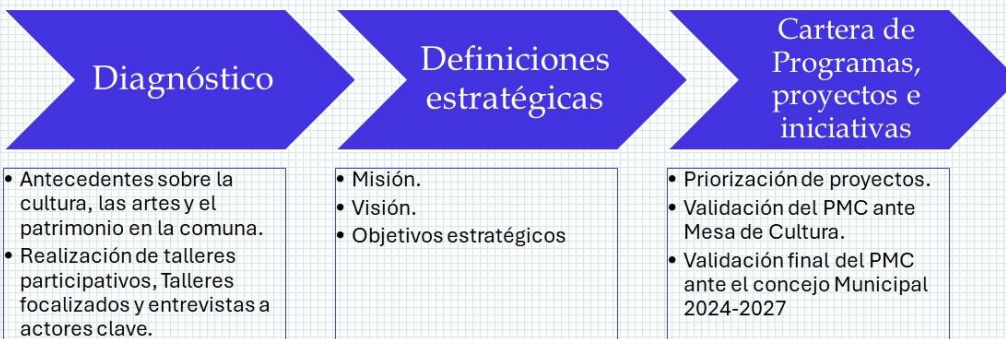 Diagnóstico
• Antecedentes sobre la
cultura, las artes y el
patrimonio en la comuna.
• Realización de talleres
participativos, Talleres
focalizados y entrevistas a
actores clave.
Definiciones
estratégicas
• Misión.
• Visión.
• Objetivos estratégicos
Cartera de
Programas,
proyectos e
iniciativas
• Priorización de proyectos.
• Validación del PMC ante
Mesa de Cultura.
• Validación final del PMC
ante el concejo Municipal
2024-2027